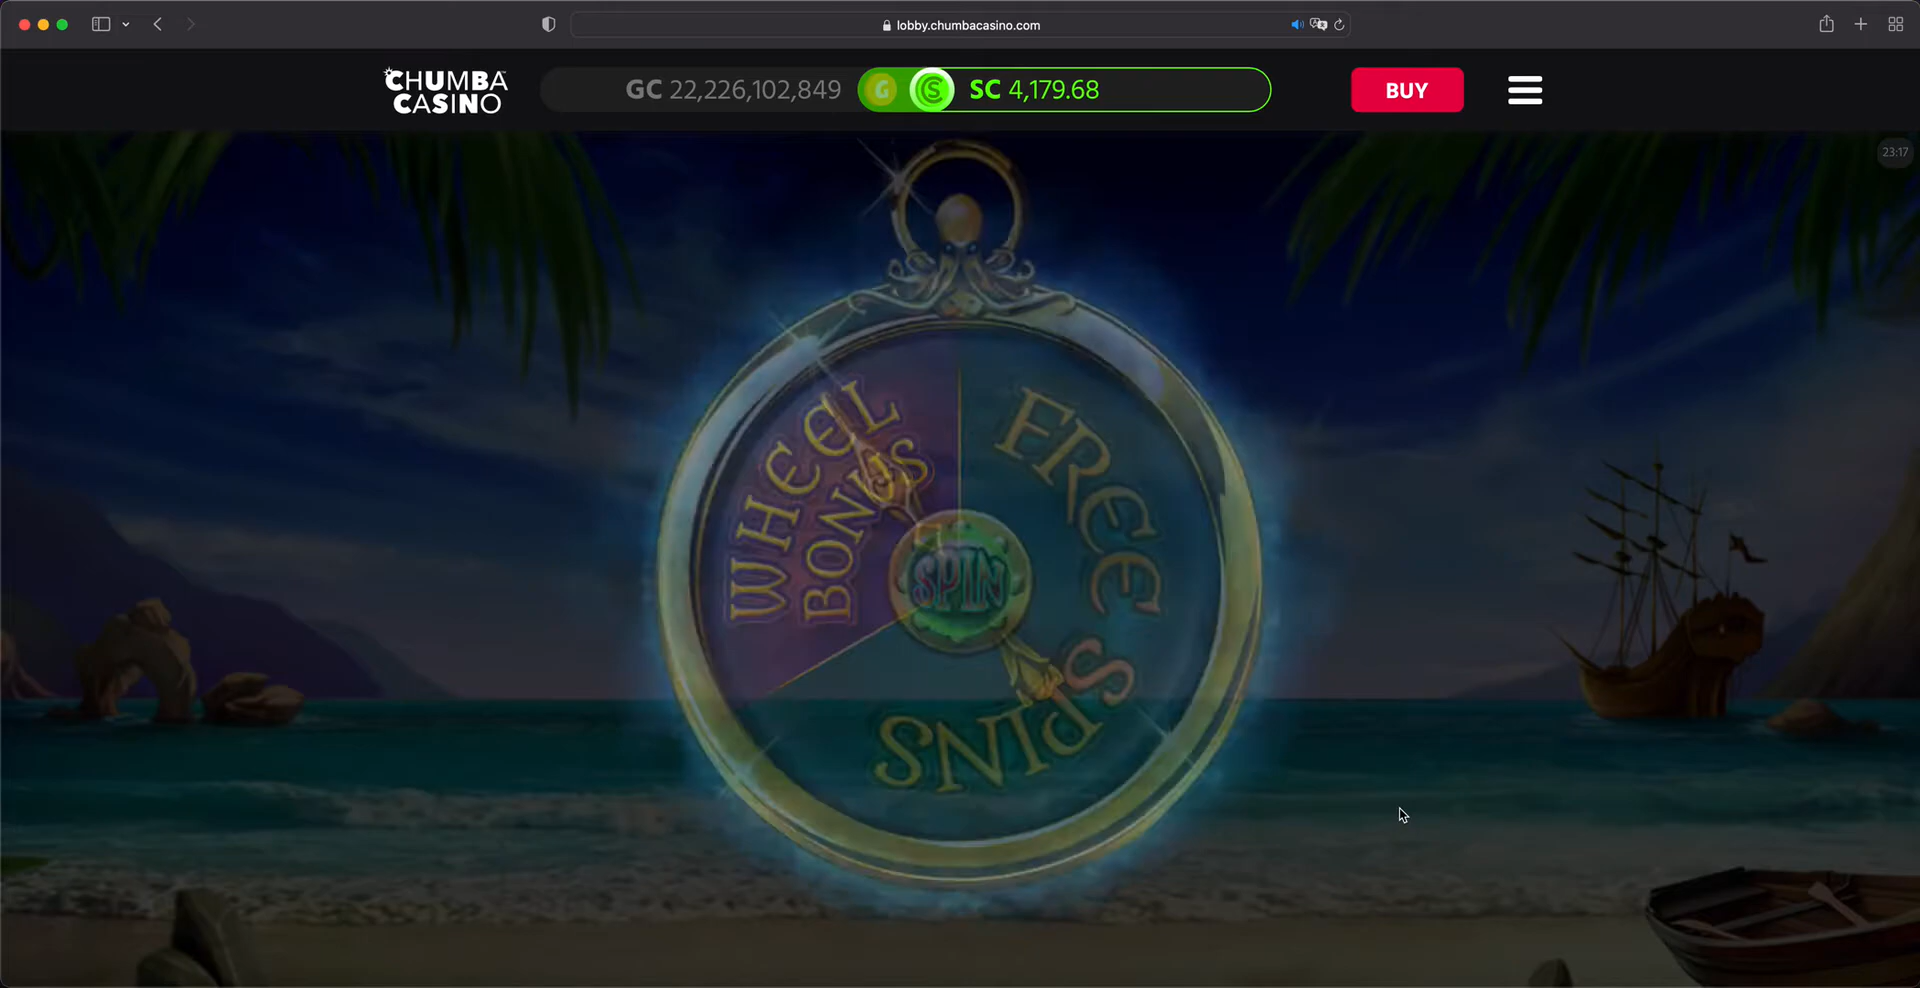 lobby.chumbacasino.com
CHUMBA
CASINO
GC 22,226,102,849
G
S
SC 4,179.68
BUY
23:17
WHEEL
BONUS
FREE
SPINS
SPIN